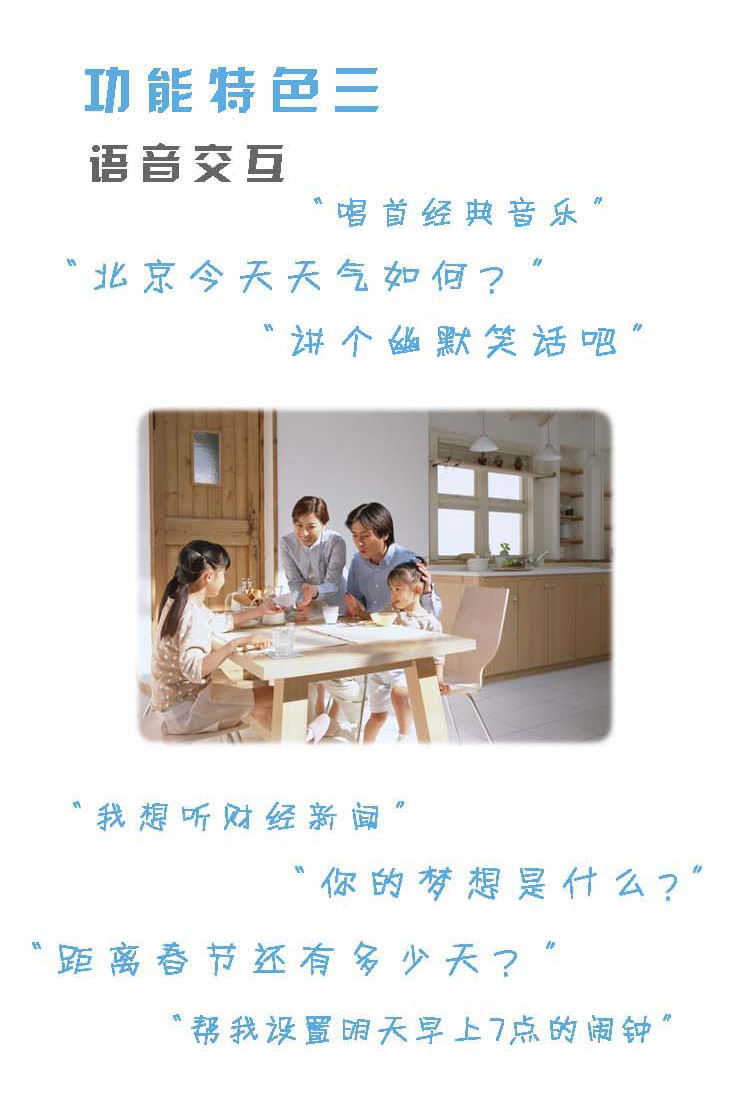 功能特色三
语音交互
“唱首经典音乐”
“北京今天天气如何？”
“讲个幽默笑话吧”
“我想听财经新闻”
“你的梦想是什么？”
“距离春节还有多少天？”
“帮我设置明天早上7点的闹钟”